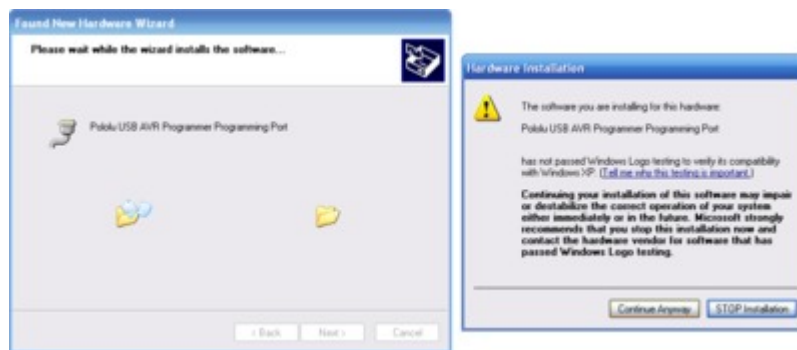 Found New Hardware Wizard
Please wait while the wizard installs the software...
Pololu USB AVR Programmer Programming Port
< Back
Next >
Cancel
Hardware Installation
The software you are installing for this hardware:
Pololu USB AVR Programmer Programming Port
has not passed Windows Logo testing to verify its compatibility
with Windows XP. (Tell me why this testing is important.)
Continuing your installation of this software may impair
or destabilize the correct operation of your system
either immediately or in the future. Microsoft strongly
recommends that you stop this installation now and
contact the hardware vendor for software that has
passed Windows Logo testing.
Continue Anyway
STOP Installation